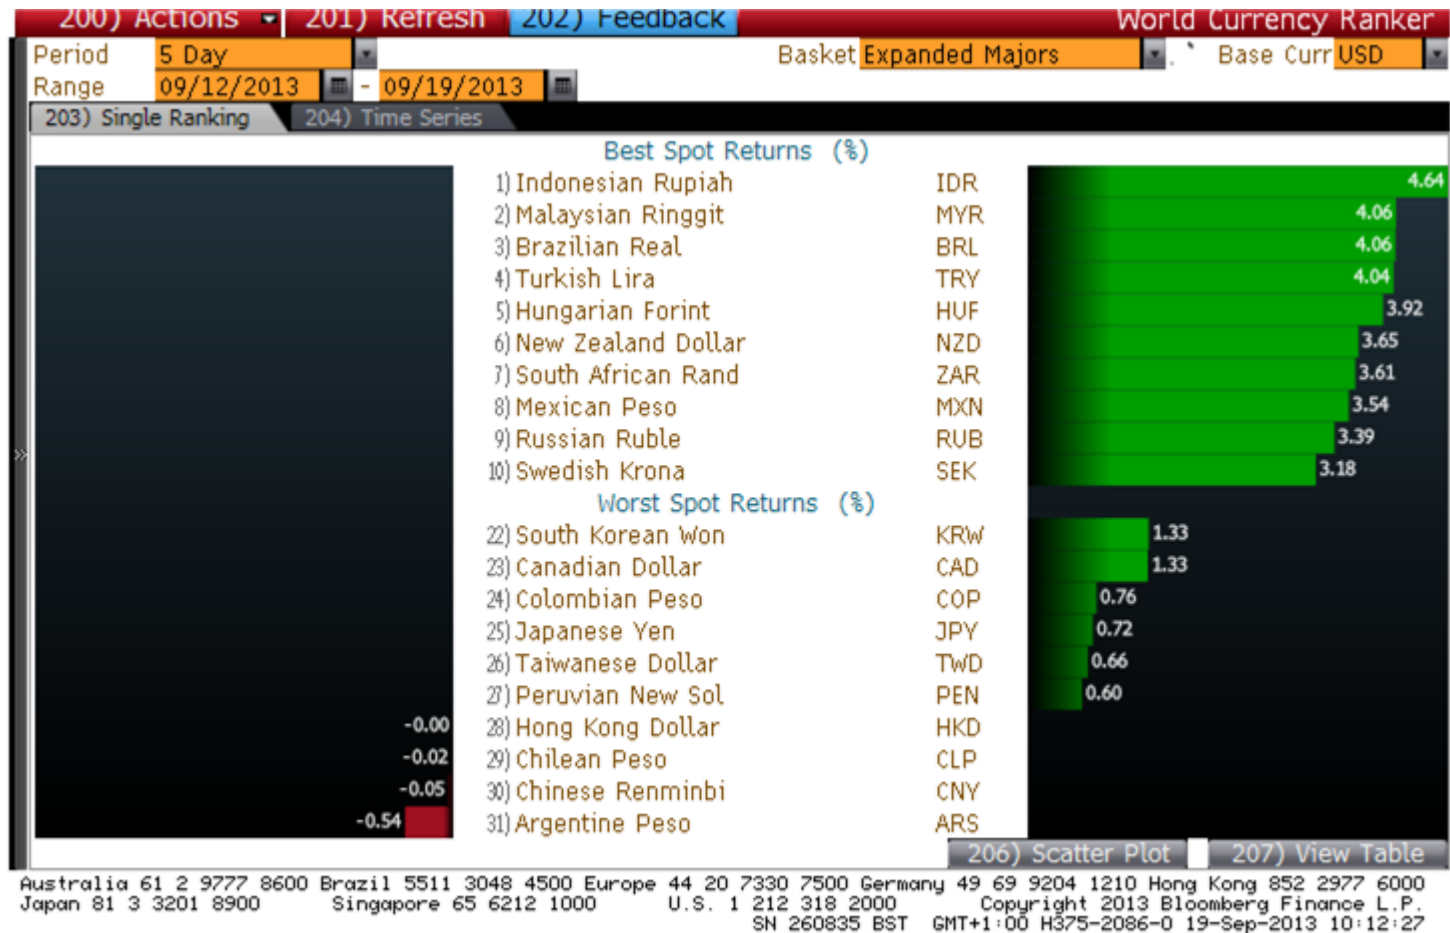 200) Actions 201) Refresh 202) Feedback World Currency Ranker
Period 5 Day Basket Expanded Majors Base Curr USD
Range 09/12/2013 - 09/19/2013
203) Single Ranking 204) Time Series
Best Spot Returns (%)
1) Indonesian Rupiah IDR 4.64
2) Malaysian Ringgit MYR 4.06
3) Brazilian Real BRL 4.06
4) Turkish Lira TRY 4.04
5) Hungarian Forint HUF 3.92
6) New Zealand Dollar NZD 3.65
7) South African Rand ZAR 3.61
8) Mexican Peso MXN 3.54
9) Russian Ruble RUB 3.39
10) Swedish Krona SEK 3.18
Worst Spot Returns (%)
22) South Korean Won KRW 1.33
23) Canadian Dollar CAD 1.33
24) Colombian Peso COP 0.76
25) Japanese Yen JPY 0.72
26) Taiwanese Dollar TWD 0.66
27) Peruvian New Sol PEN 0.60
-0.00 28) Hong Kong Dollar HKD
-0.02 29) Chilean Peso CLP
-0.05 30) Chinese Renminbi CNY
-0.54 31) Argentine Peso ARS
206) Scatter Plot 207) View Table
Australia 61 2 9777 8600 Brazil 5511 3048 4500 Europe 44 20 7330 7500 Germany 49 69 9204 1210 Hong Kong 852 2977 6000
Japan 81 3 3201 8900 Singapore 65 6212 1000 U.S. 1 212 318 2000 Copyright 2013 Bloomberg Finance L.P.
SN 260835 BST GMT+1:00 H375-2086-0 19-Sep-2013 10:12:27